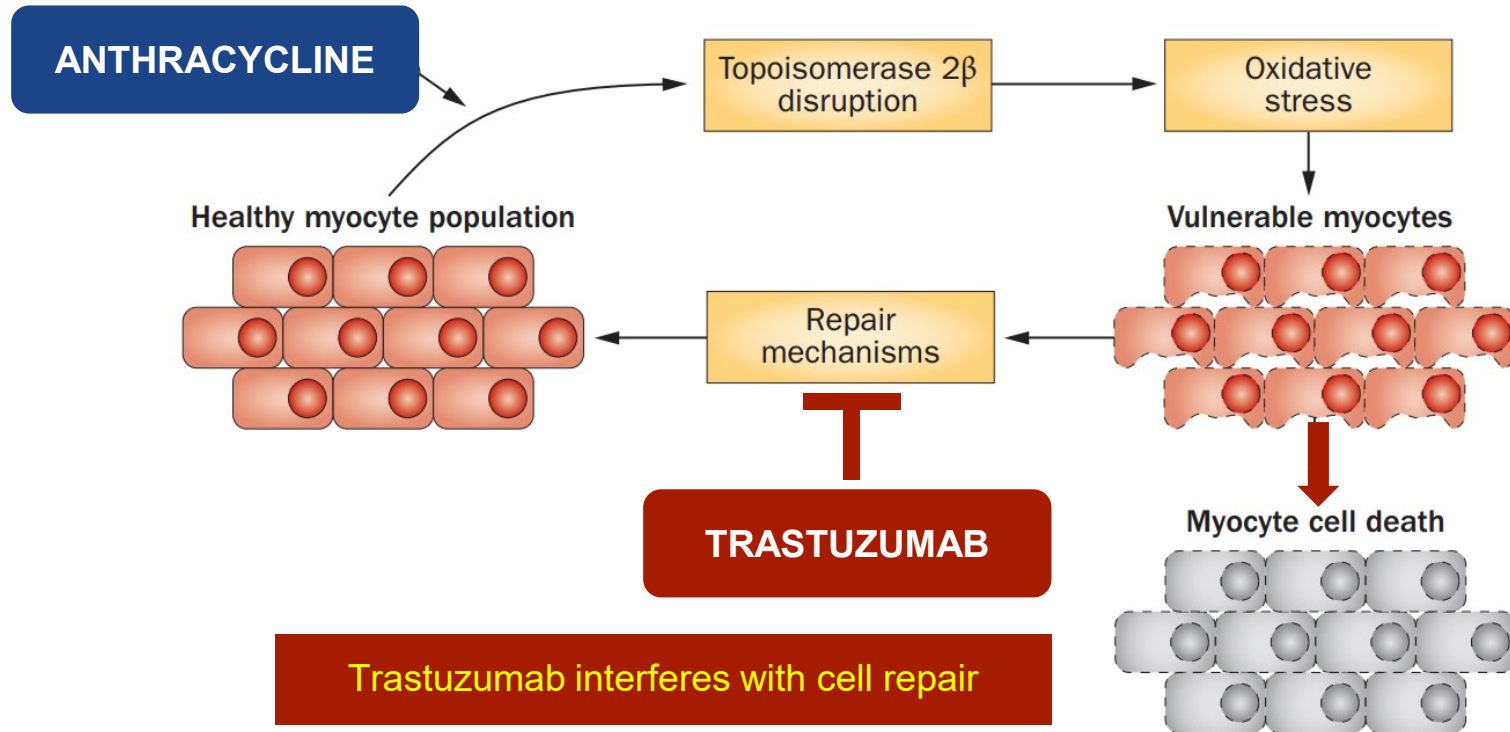 ANTHRACYCLINE
Topoisomerase 2β
disruption
Oxidative
stress
Healthy myocyte population
Vulnerable myocytes
Repair
mechanisms
TRASTUZUMAB
Myocyte cell death
Trastuzumab interferes with cell repair